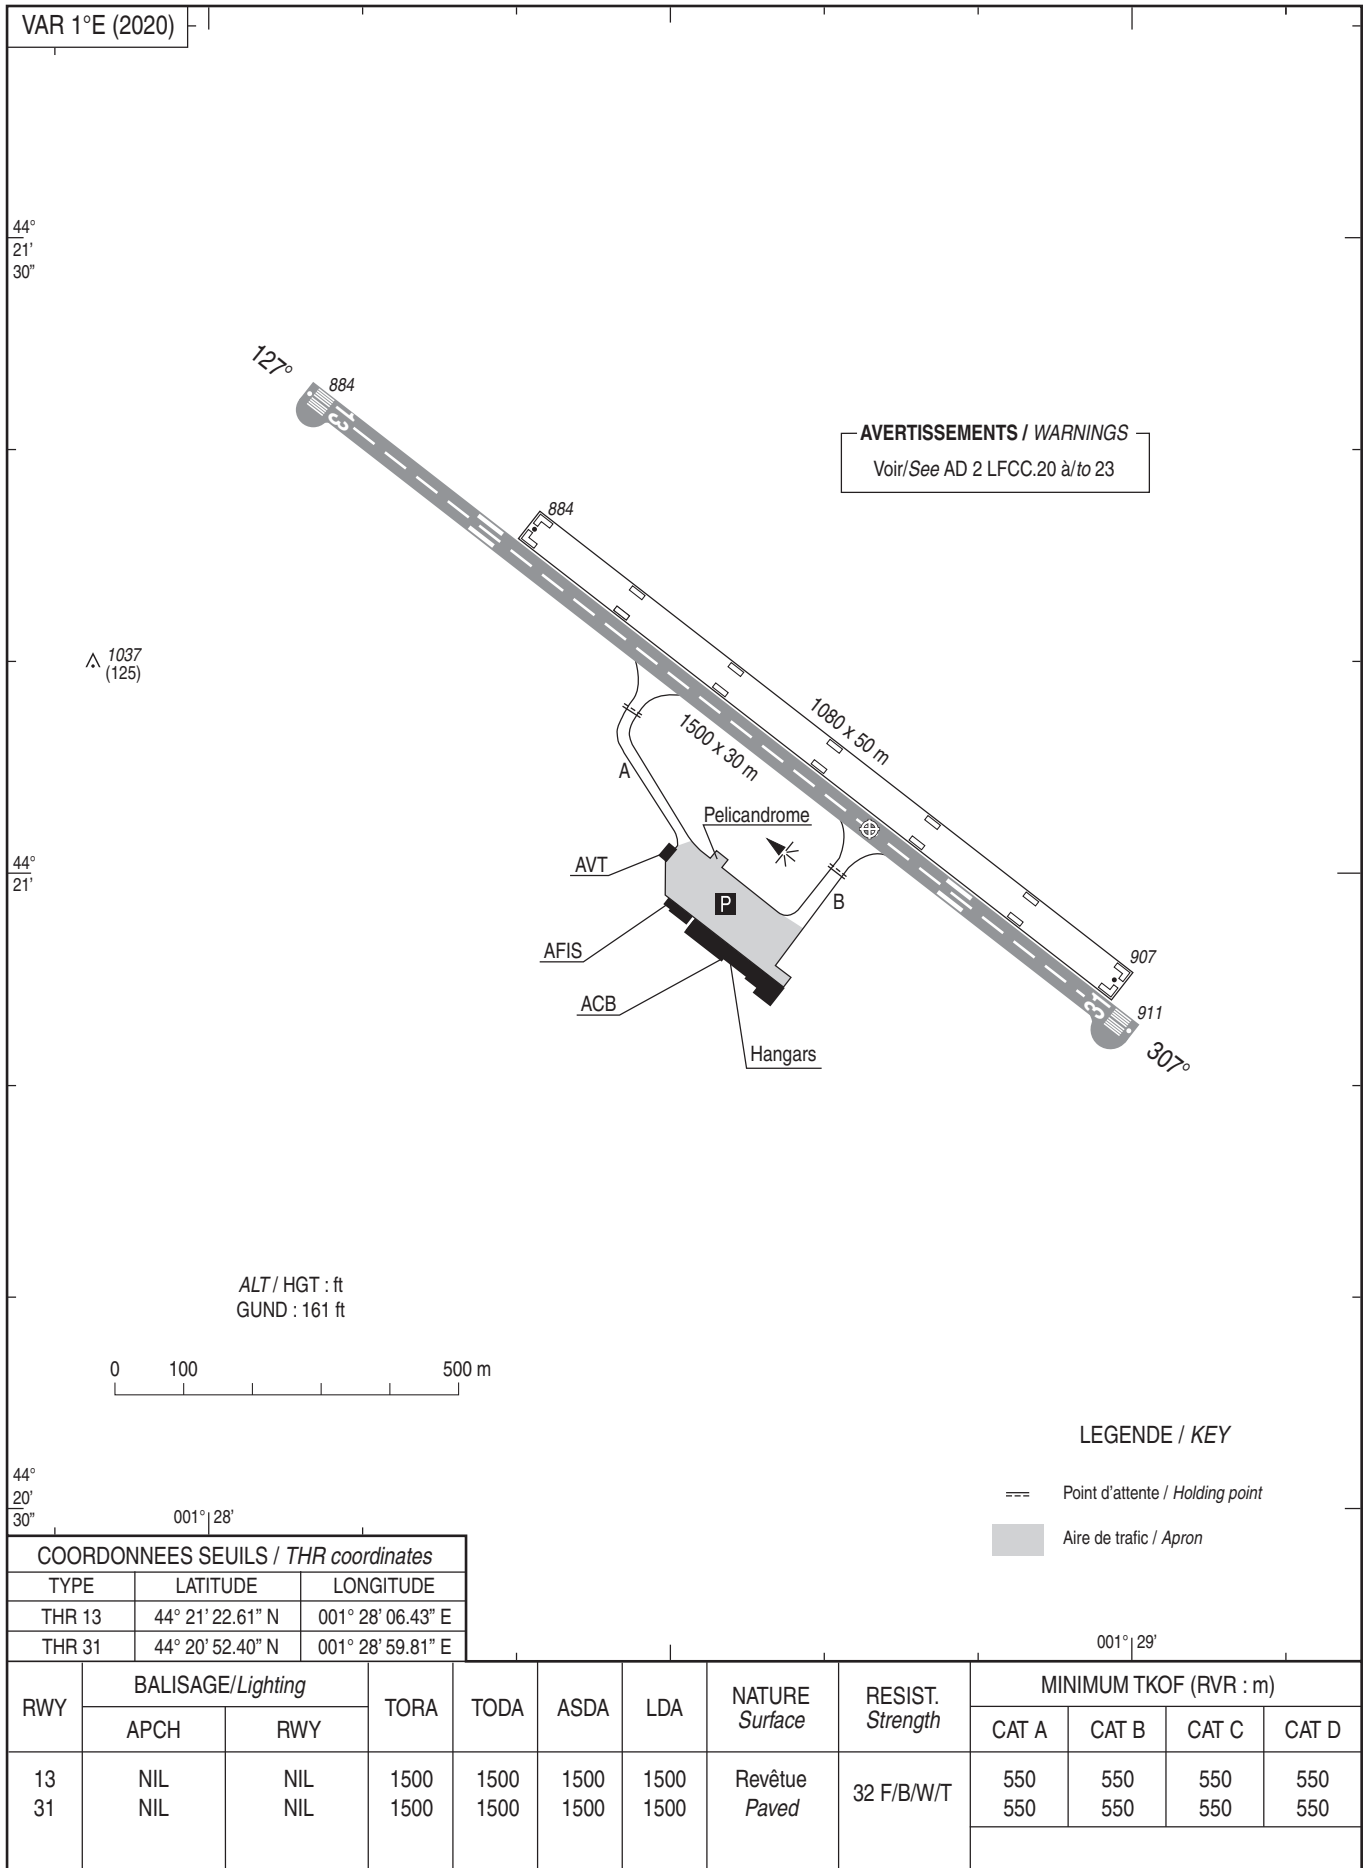 VAR 1°E (2020)
44°
21'
30"
127°
884
AVERTISSEMENTS / WARNINGS
Voir/See AD 2 LFCC.20 à/to 23
13
884
1037
(125)
1080 x 50 m
1500 x 30 m
A
Pelicandrome
AVT
44°
21'
P
B
AFIS
907
ACB
31
911
Hangars
307°
ALT / HGT : ft
GUND : 161 ft
0 100 500 m
LEGENDE / KEY
Point d'attente / Holding point
Aire de trafic / Apron
44°
20'
30"
001° 28'
COORDONNEES SEUILS / THR coordinates
TYPE LATITUDE LONGITUDE
THR 13 44° 21' 22.61" N 001° 28' 06.43" E
THR 31 44° 20' 52.40" N 001° 28' 59.81" E
001° 29'
RWY BALISAGE/Lighting TORA TODA ASDA LDA NATURE RESIST. MINIMUM TKOF (RVR : m)
Surface Strength
APCH RWY CAT A CAT B CAT C CAT D
13 NIL NIL 1500 1500 1500 1500 Revêtue 32 F/B/W/T 550 550 550 550
31 NIL NIL 1500 1500 1500 1500 Paved 550 550 550 550